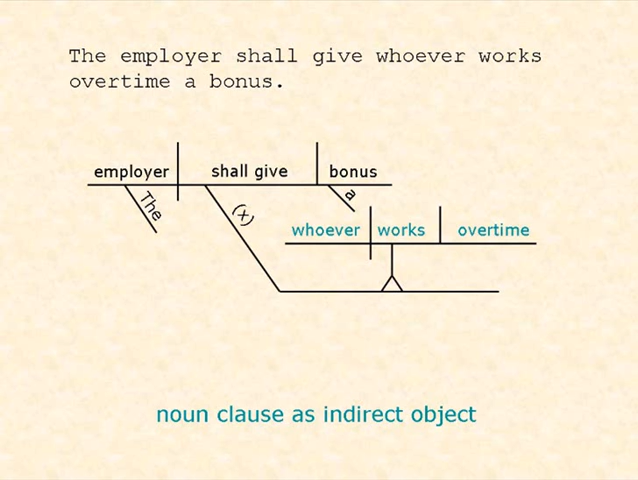 The employer shall give whoever works
overtime a bonus.
employer shall give bonus
The (x) a
whoever works overtime
noun clause as indirect object